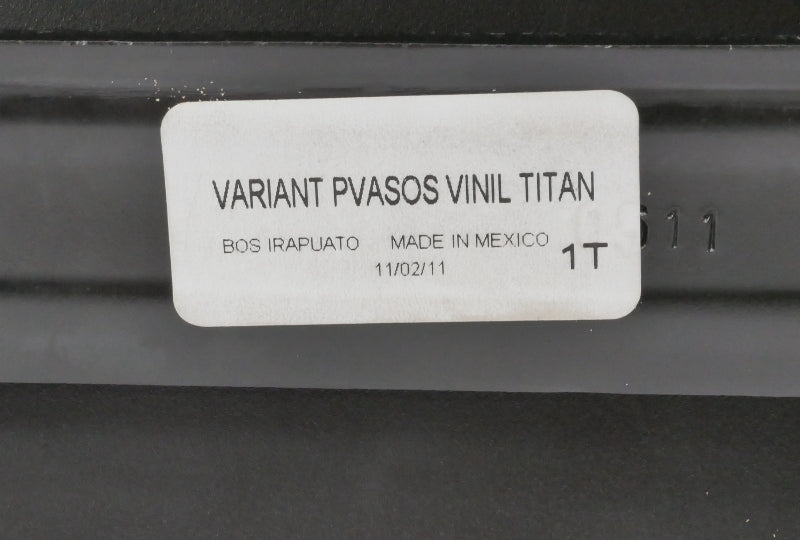 VARIANT PVASOS VINIL TITAN
BOS IRAPUATO MADE IN MEXICO
11/02/11
1T